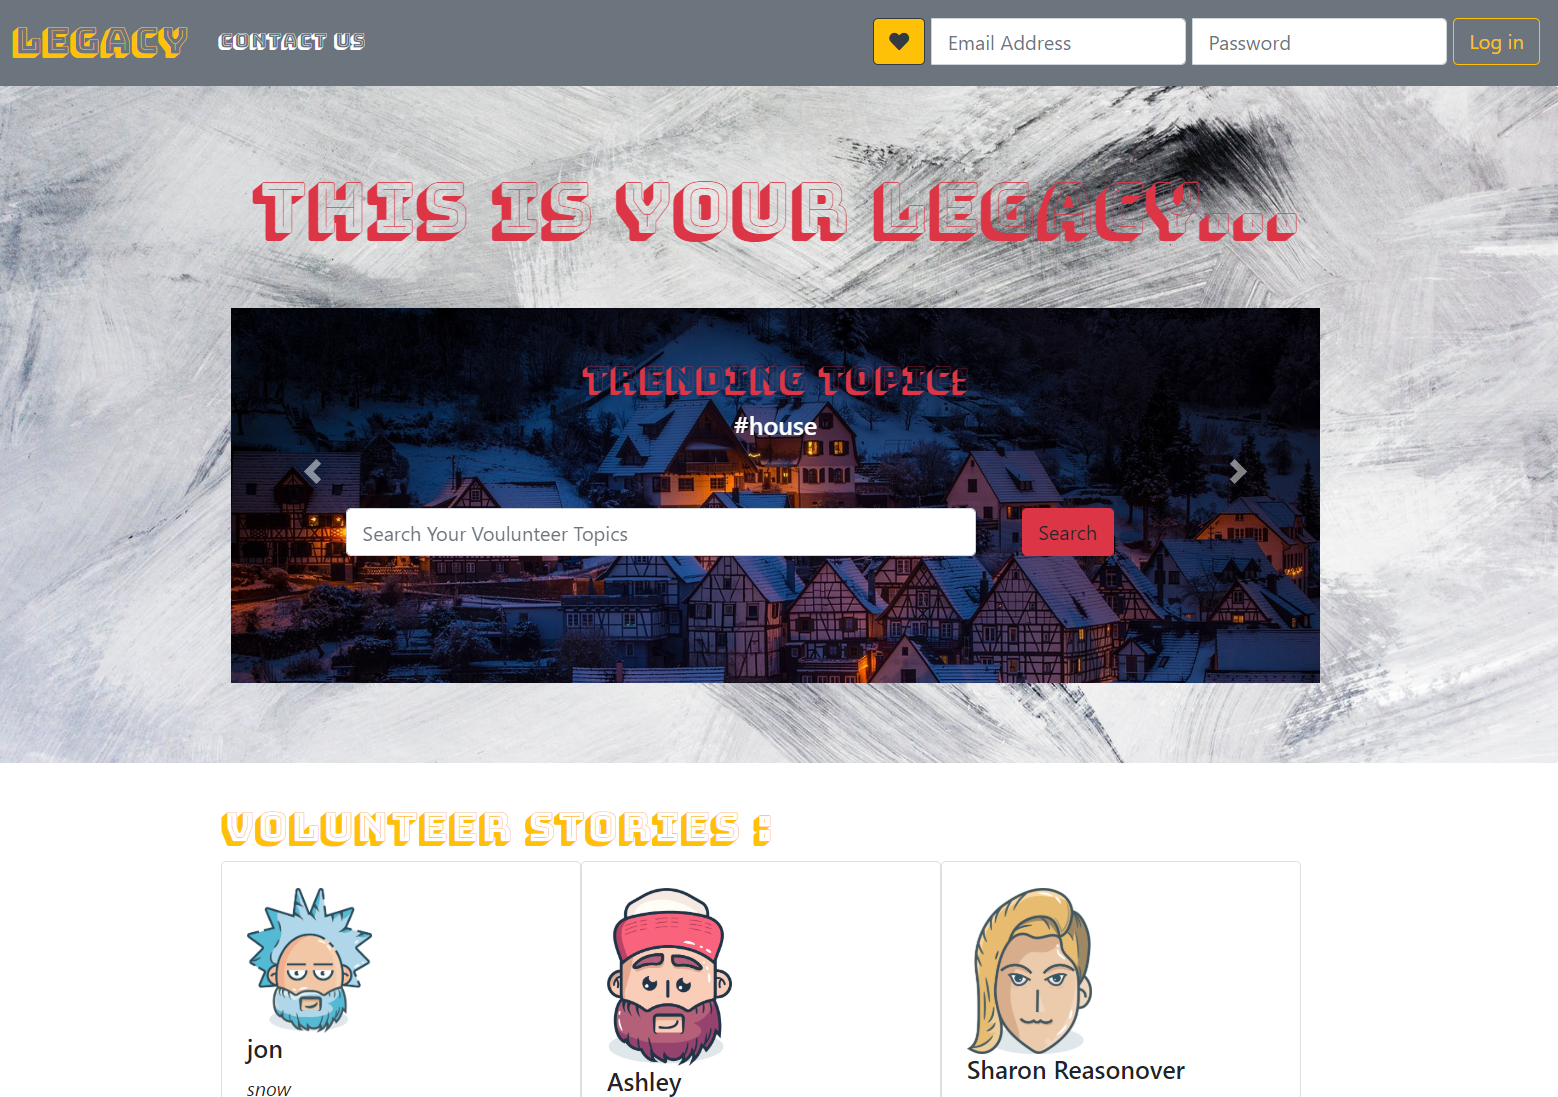 LEGACY CONTACT US Email Address Password Log in
THIS IS YOUR LEGACY...
TRENDING TOPIC!
#house
~
Search Your Voulunteer Topics Search
VOLUNTEER STORIES :
jon
snow
Ashley
Sharon Reasonover